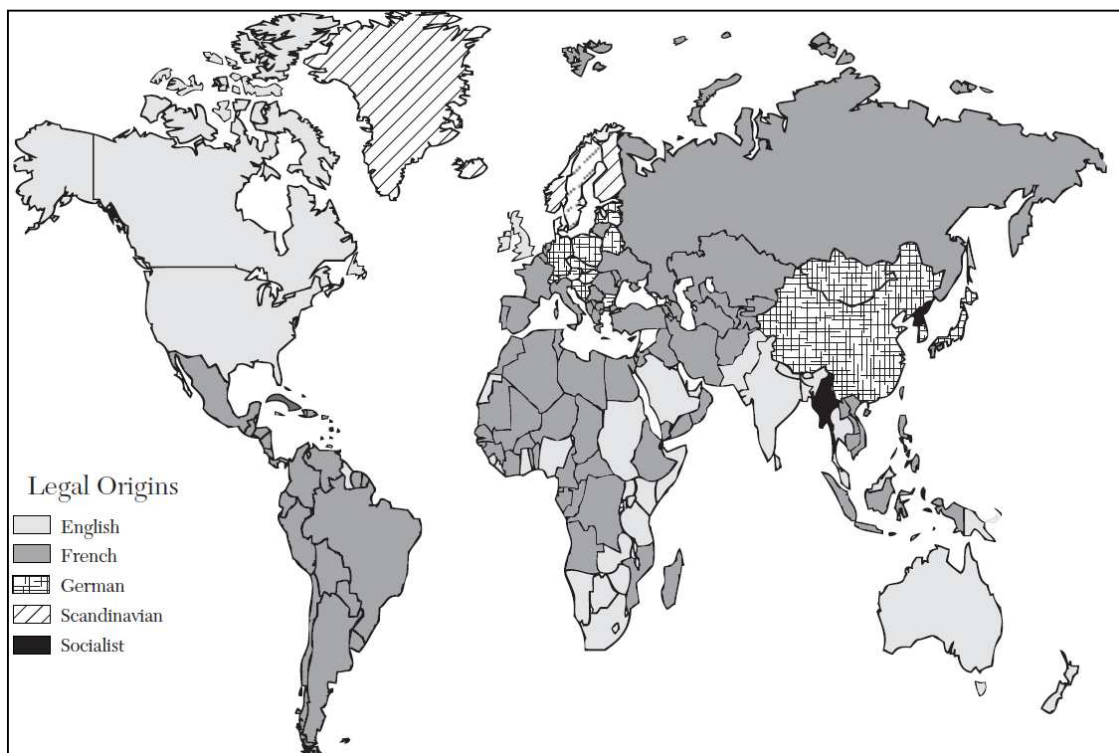 Legal Origins
English
French
German
Scandinavian
Socialist